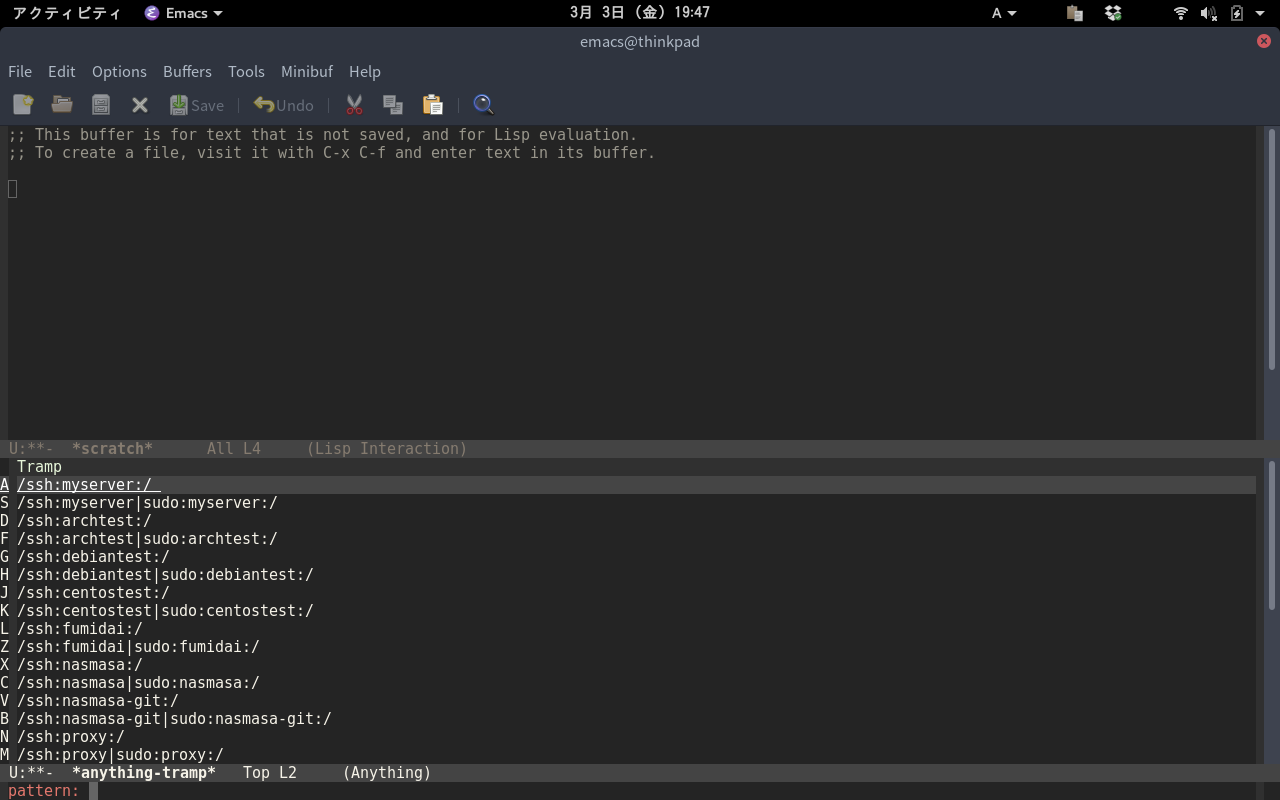 アクティビティ Emacs 3月 3日 (金) 19:47 A
emacs@thinkpad
File Edit Options Buffers Tools Minibuf Help
Save Undo
;; This buffer is for text that is not saved, and for Lisp evaluation.
;; To create a file, visit it with C-x C-f and enter text in its buffer.
U:**-  *scratch*      All L4     (Lisp Interaction)
Tramp
A /ssh:myserver:/
S /ssh:myserver|sudo:myserver:/
D /ssh:archtest:/
F /ssh:archtest|sudo:archtest:/
G /ssh:debiantest:/
H /ssh:debiantest|sudo:debiantest:/
J /ssh:centostest:/
K /ssh:centostest|sudo:centostest:/
L /ssh:fumidai:/
Z /ssh:fumidai|sudo:fumidai:/
X /ssh:nasmasa:/
C /ssh:nasmasa|sudo:nasmasa:/
V /ssh:nasmasa-git:/
B /ssh:nasmasa-git|sudo:nasmasa-git:/
N /ssh:proxy:/
M /ssh:proxy|sudo:proxy:/
U:**-  *anything-tramp*   Top L2     (Anything)
pattern: